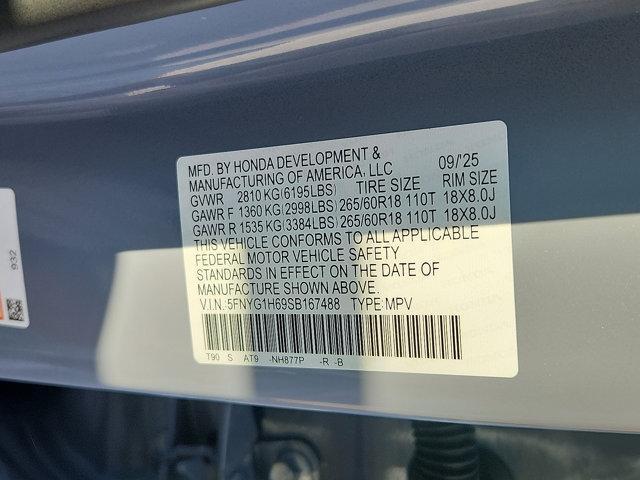 MFD. BY HONDA DEVELOPMENT & 09/'25
MANUFACTURING OF AMERICA, LLC
GVWR 2810 KG(6195LBS) TIRE SIZE RIM SIZE
GAWR F 1360 KG(2998LBS) 265/60R18 110T 18X8.0J
GAWR R 1535 KG(3384LBS) 265/60R18 110T 18X8.0J
THIS VEHICLE CONFORMS TO ALL APPLICABLE
FEDERAL MOTOR VEHICLE SAFETY
STANDARDS IN EFFECT ON THE DATE OF
MANUFACTURE SHOWN ABOVE.
V.I.N.:5FNYG1H69SB167488 TYPE:MPV
T90 S AT9 -NH877P -R -B
932